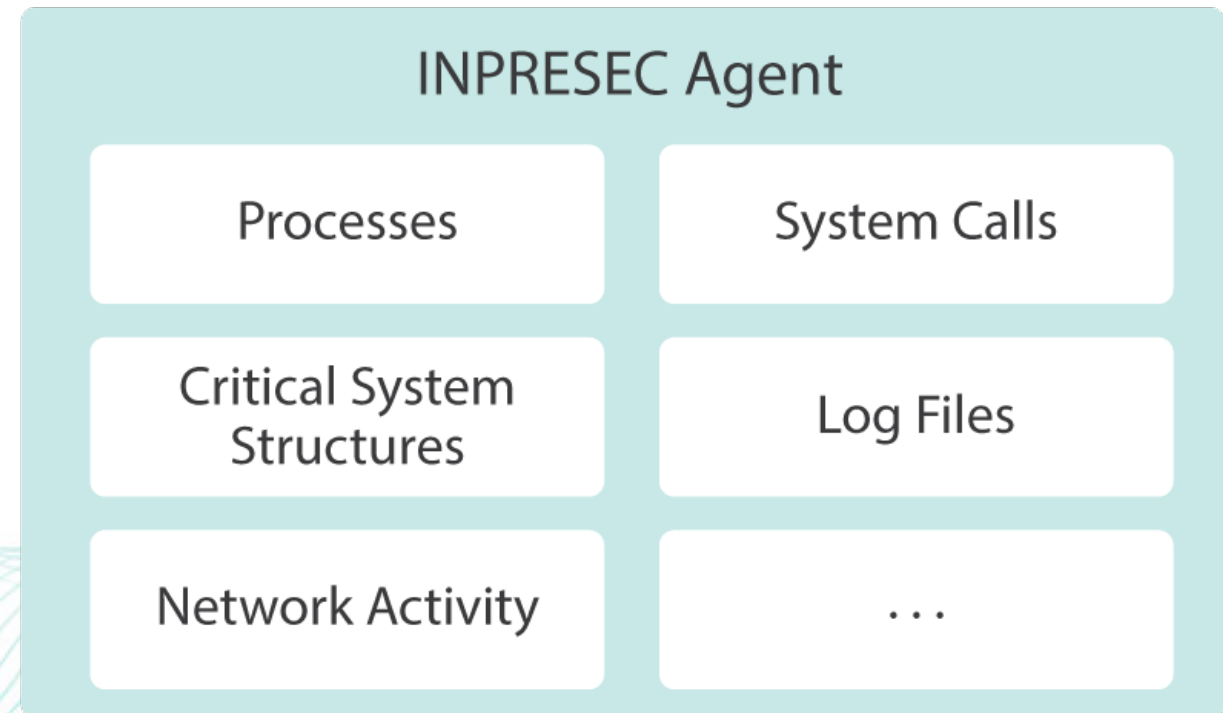 INPRESEC Agent
Processes
System Calls
Critical System
Structures
Log Files
Network Activity
...